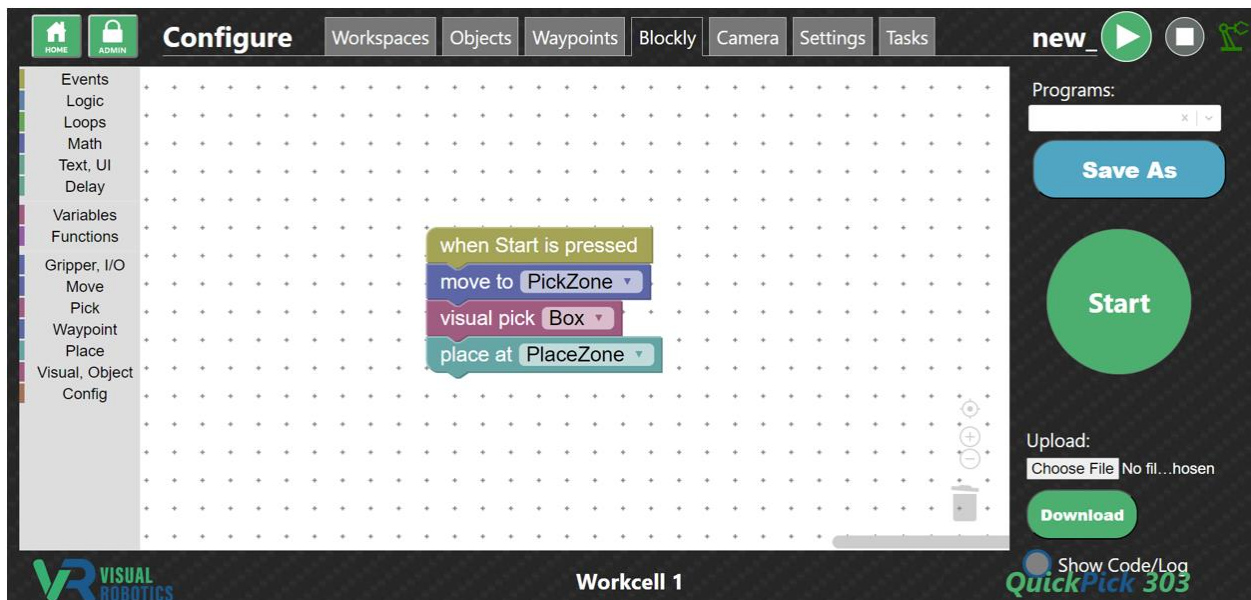 HOME
ADMIN
Configure
Workspaces
Objects
Waypoints
Blockly
Camera
Settings
Tasks
new_
Events
Logic
Loops
Math
Text, UI
Delay
Variables
Functions
Gripper, I/O
Move
Pick
Waypoint
Place
Visual, Object
Config
when Start is pressed
move to PickZone
visual pick Box
place at PlaceZone
Programs:
Save As
Start
Upload:
Choose File No fil...hosen
Download
Show Code/Log
VR VISUAL
ROBOTICS
Workcell 1
QuickPick 303